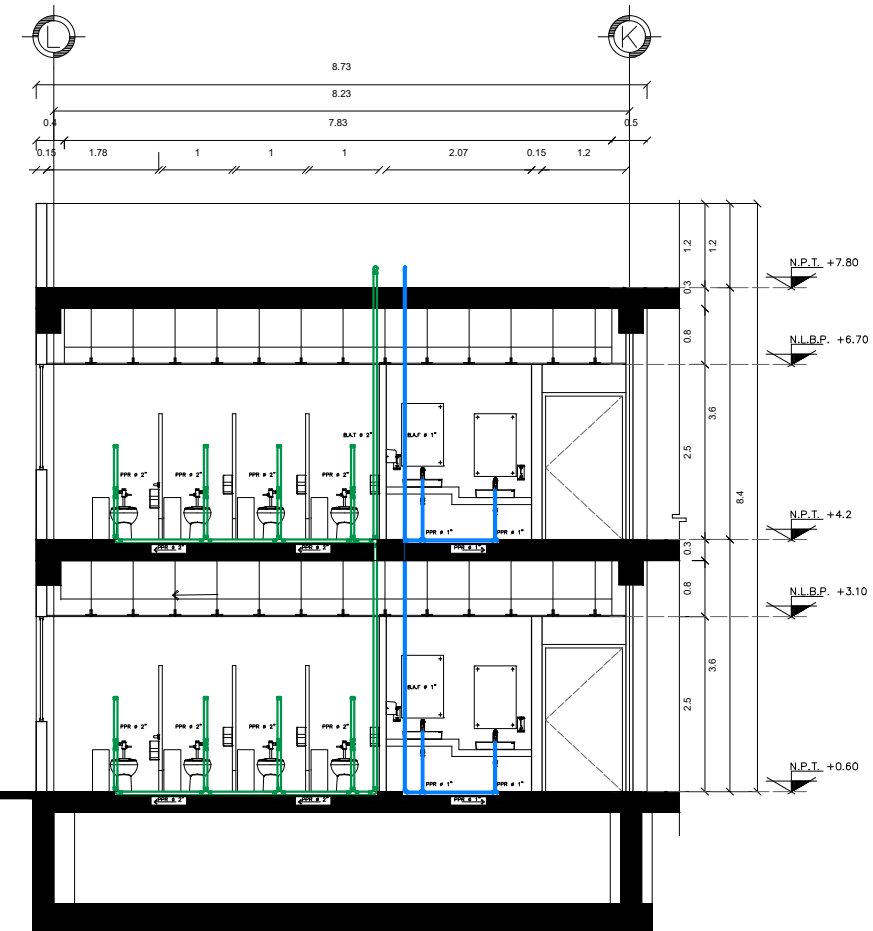 L K
8.73
8.23
0.4 7.83 0.5
0.15 1.78 1 1 1 2.07 0.15 1.2
1.2 1.2
N.P.T. +7.80
0.3
0.8
N.L.B.P. +6.70
3.6
B.A.T ø 2" B.A.F ø 1"
2.5
PPR ø 2" PPR ø 2" PPR ø 2" PPR ø 2"
8.4
N.P.T. +4.2
PPR ø 1" PPR ø 1"
PPR ø 2" PPR ø 2" PPR ø 1"
0.3
0.8
N.L.B.P. +3.10
3.6
B.A.F ø 1"
2.5
PPR ø 2" PPR ø 2" PPR ø 2" PPR ø 2"
N.P.T. +0.60
PPR ø 1" PPR ø 1"
PPR ø 2" PPR ø 2" PPR ø 1"